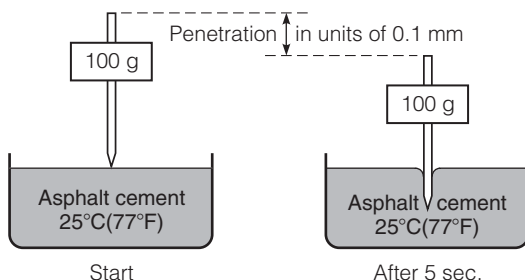 Penetration in units of 0.1 mm
100 g
100 g
Asphalt cement
25°C(77°F)
Asphalt cement
25°C(77°F)
Start
After 5 sec.